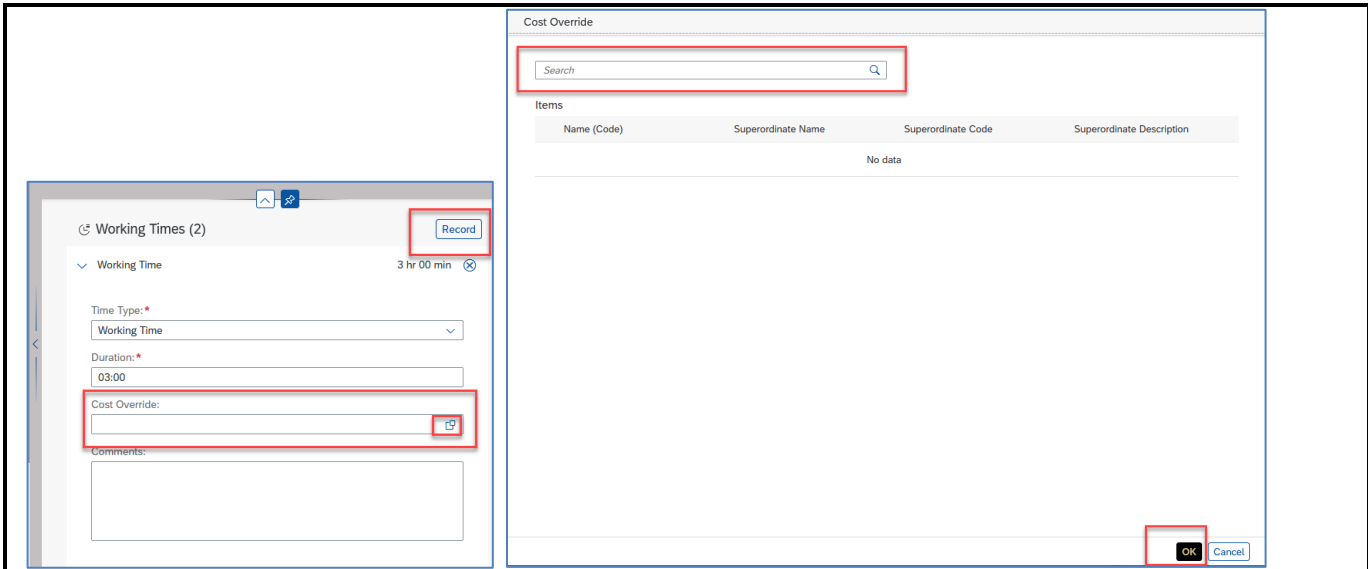 Working Times (2)
Record
Working Time
3 hr 00 min
Time Type:*
Working Time
Duration:*
03:00
Cost Override:
Comments:
Cost Override
Search
Items
Name (Code) Superordinate Name Superordinate Code Superordinate Description
No data
OK Cancel